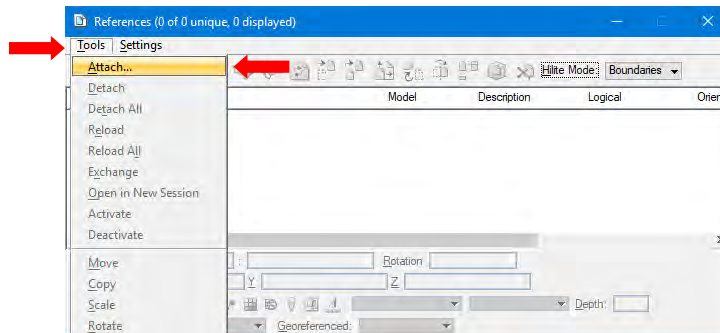 References (0 of 0 unique, 0 displayed)
Tools Settings
Attach...
Hilite Mode: Boundaries
Detach
Model Description Logical Orien
Detach All
Reload
Reload All
Exchange
Open in New Session
Activate
Deactivate
Move
: Rotation
Copy
Y Z
Scale
Depth:
Rotate
Georeferenced: